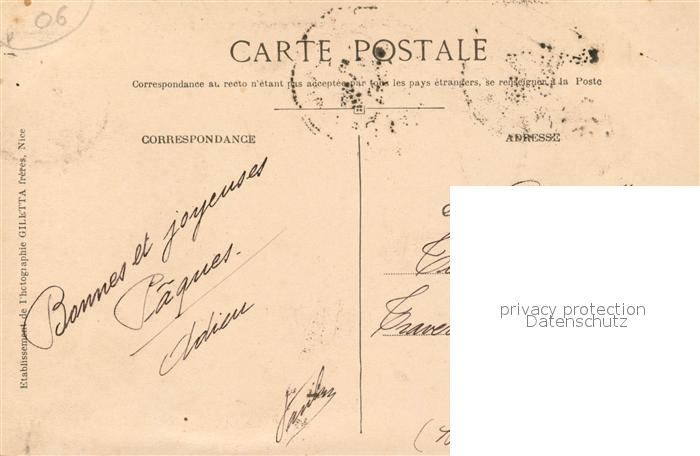 06
CARTE POSTALE
Correspondance au recto n'étant pas acceptée par tous les pays étrangers, se renseigner à la Poste
CORRESPONDANCE
ADRESSE
Etablissement de Photographie GILETTA frères, Nice
Bonnes et joyeuses
Pâques.
Adieu
privacy protection
Datenschutz